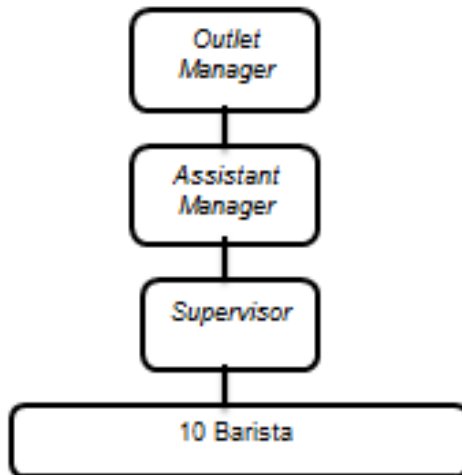 Outlet
Manager
Assistant
Manager
Supervisor
10 Barista